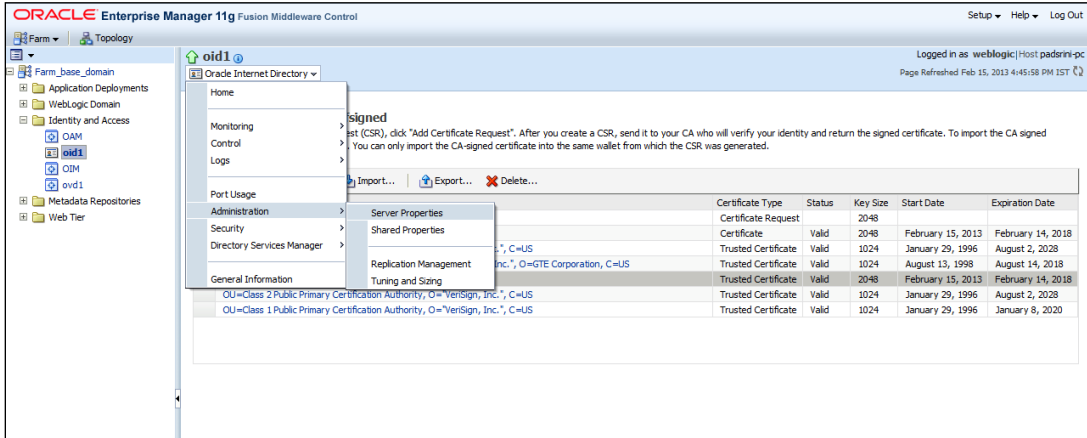 ORACLE Enterprise Manager 11g Fusion Middleware Control
Setup Help Log Out
Farm Topology
Farm_base_domain
Application Deployments
WebLogic Domain
Identity and Access
OAM
oid1
OIM
ovd1
Metadata Repositories
Web Tier
oid1
Logged in as weblogic|Host padsrini-pc
Oracle Internet Directory
Page Refreshed Feb 15, 2013 4:45:58 PM IST
Home
Monitoring
Control
Logs
Port Usage
Administration
Security
Directory Services Manager
General Information
Server Properties
Shared Properties
Replication Management
Tuning and Sizing
fsigned
est (CSR), click "Add Certificate Request". After you create a CSR, send it to your CA who will verify your identity and return the signed certificate. To import the CA signed
. You can only import the CA-signed certificate into the same wallet from which the CSR was generated.
Import... Export... Delete...
Certificate Type Status Key Size Start Date Expiration Date
Certificate Request 2048
Certificate Valid 2048 February 15, 2013 February 14, 2018
", C=US Trusted Certificate Valid 1024 January 29, 1996 August 2, 2028
Inc.", O=GTE Corporation, C=US Trusted Certificate Valid 1024 August 13, 1998 August 14, 2018
Trusted Certificate Valid 2048 February 15, 2013 February 14, 2018
OU=Class 2 Public Primary Certification Authority, O="VeriSign, Inc.", C=US Trusted Certificate Valid 1024 January 29, 1996 August 2, 2028
OU=Class 1 Public Primary Certification Authority, O="VeriSign, Inc.", C=US Trusted Certificate Valid 1024 January 29, 1996 January 8, 2020